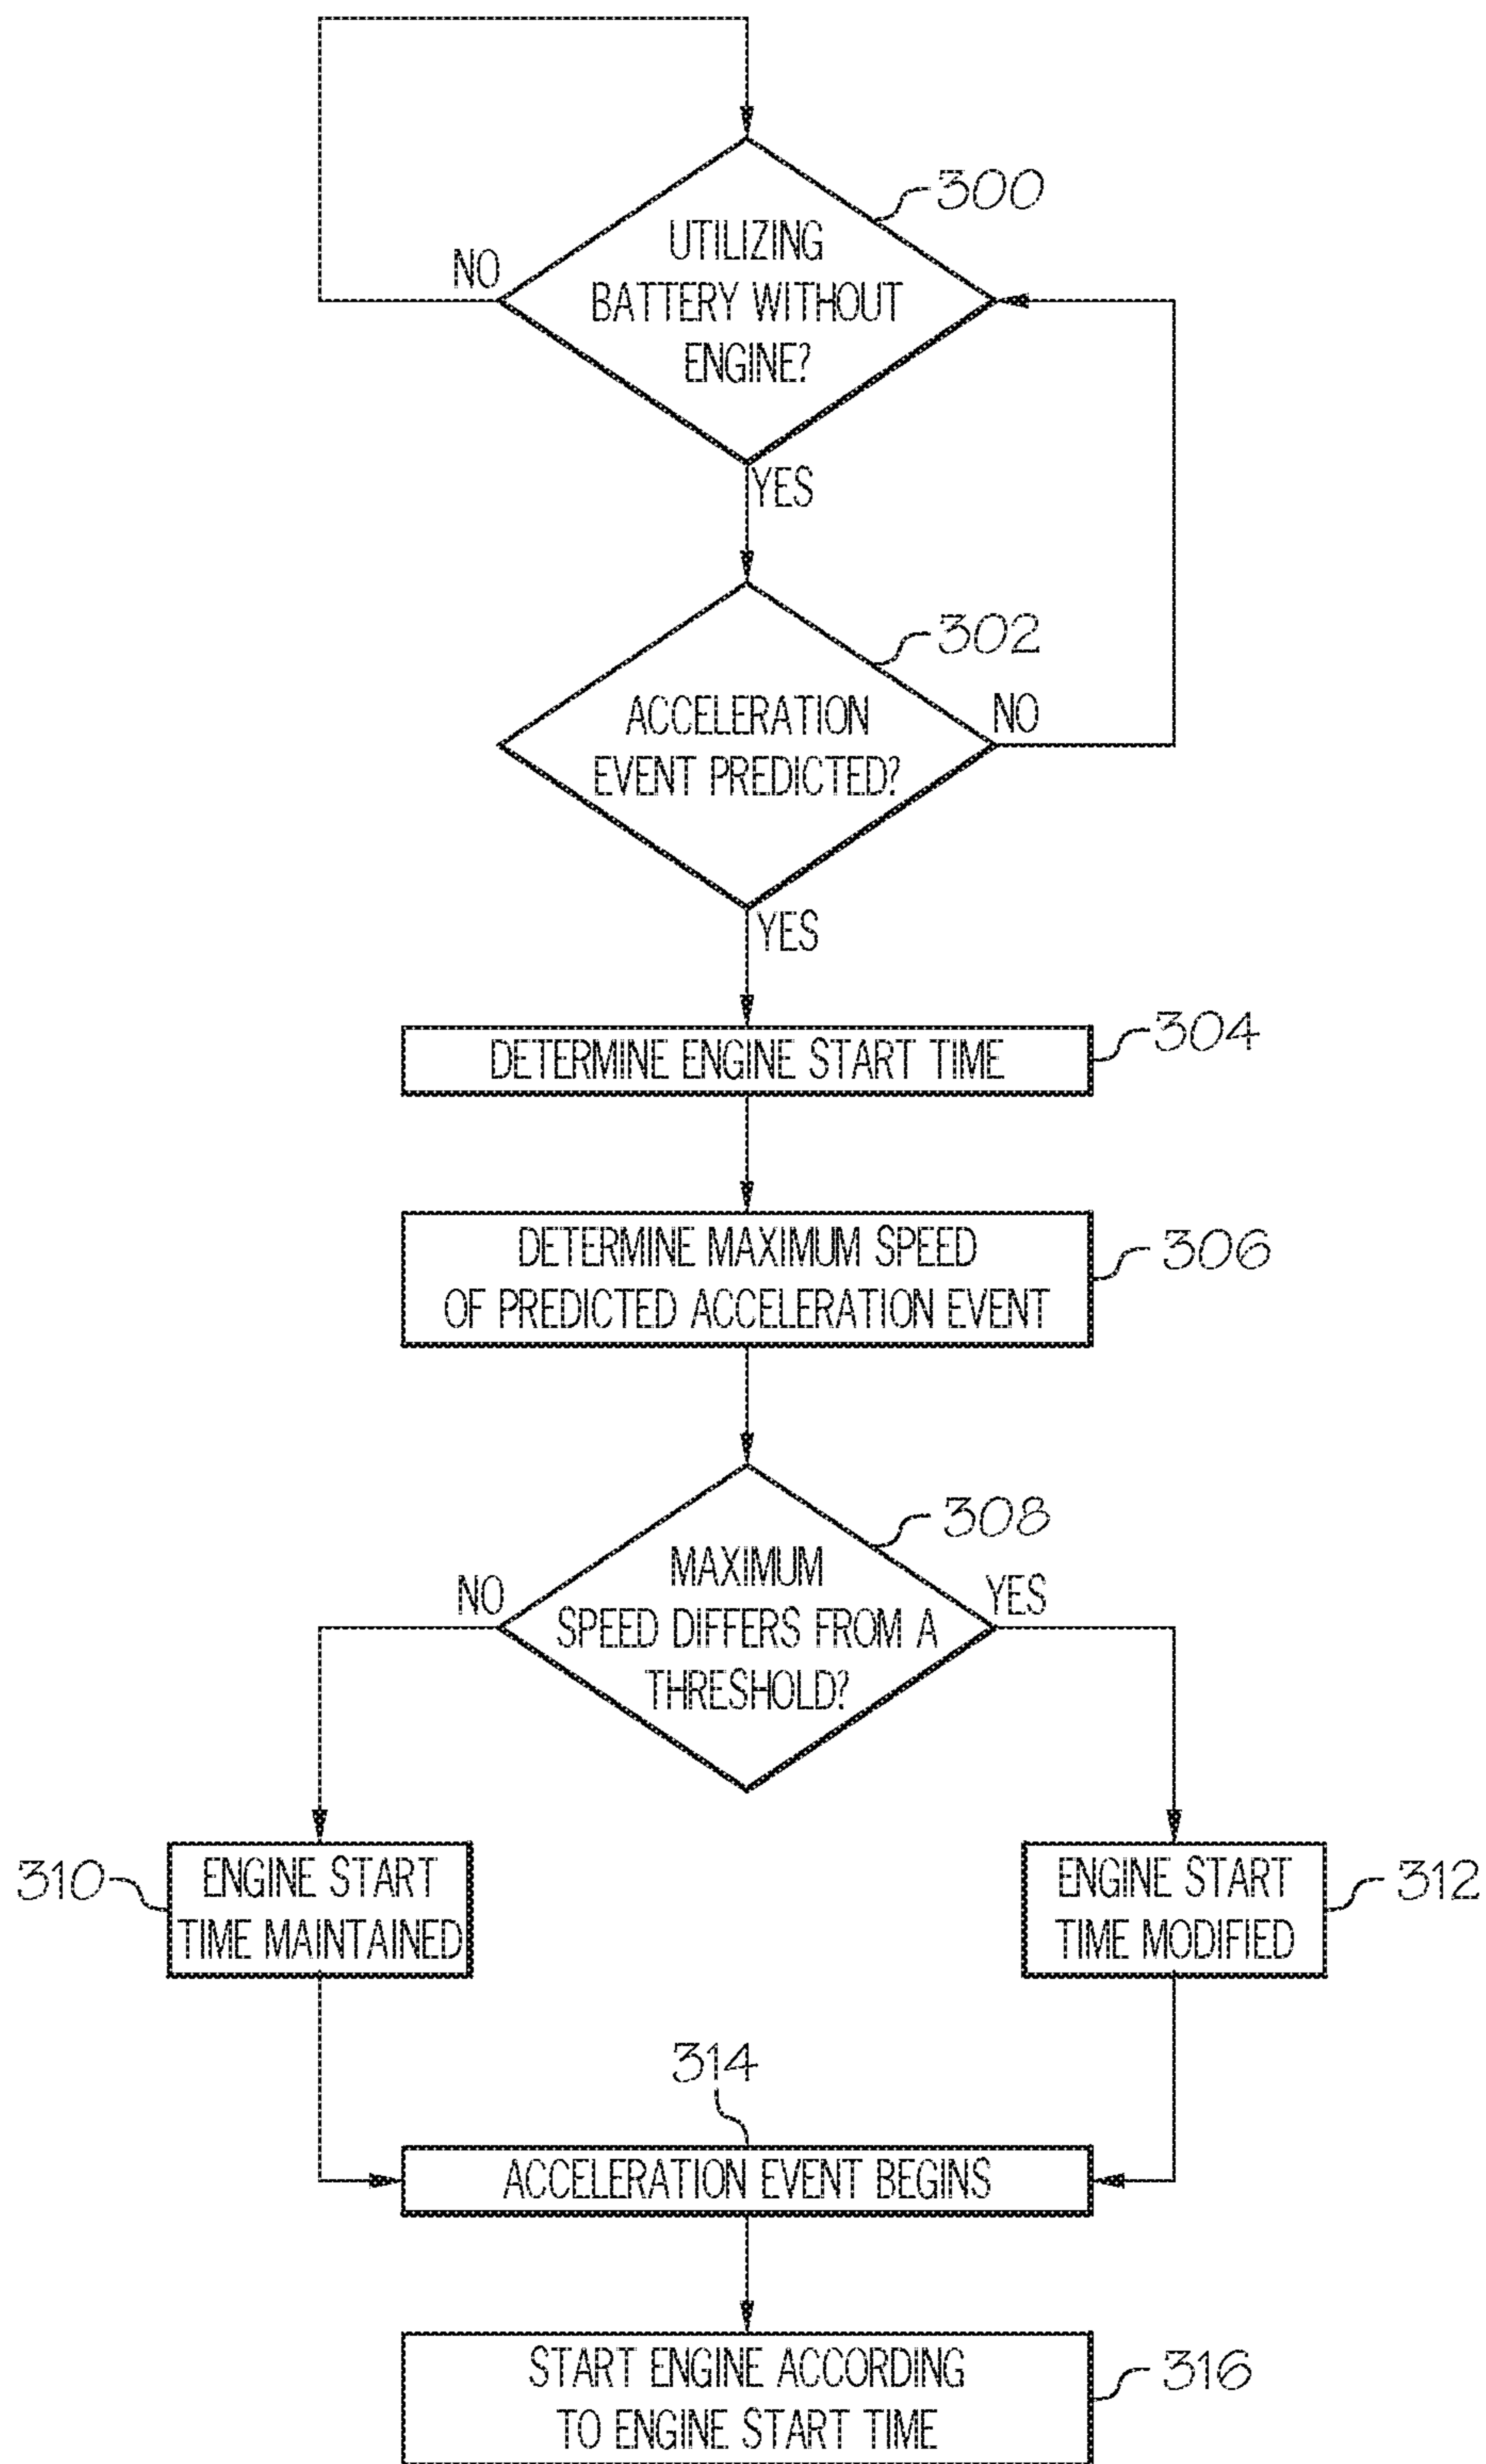 300
UTILIZING
NO
BATTERY WITHOUT
ENGINE?
YES
302
ACCELERATION
NO
EVENT PREDICTED?
YES
304
DETERMINE ENGINE START TIME
DETERMINE MAXIMUM SPEED
306
OF PREDICTED ACCELERATION EVENT
308
MAXIMUM
NO
YES
SPEED DIFFERS FROM A
THRESHOLD?
310
ENGINE START
TIME MAINTAINED
ENGINE START
TIME MODIFIED
312
314
ACCELERATION EVENT BEGINS
START ENGINE ACCORDING
316
TO ENGINE START TIME